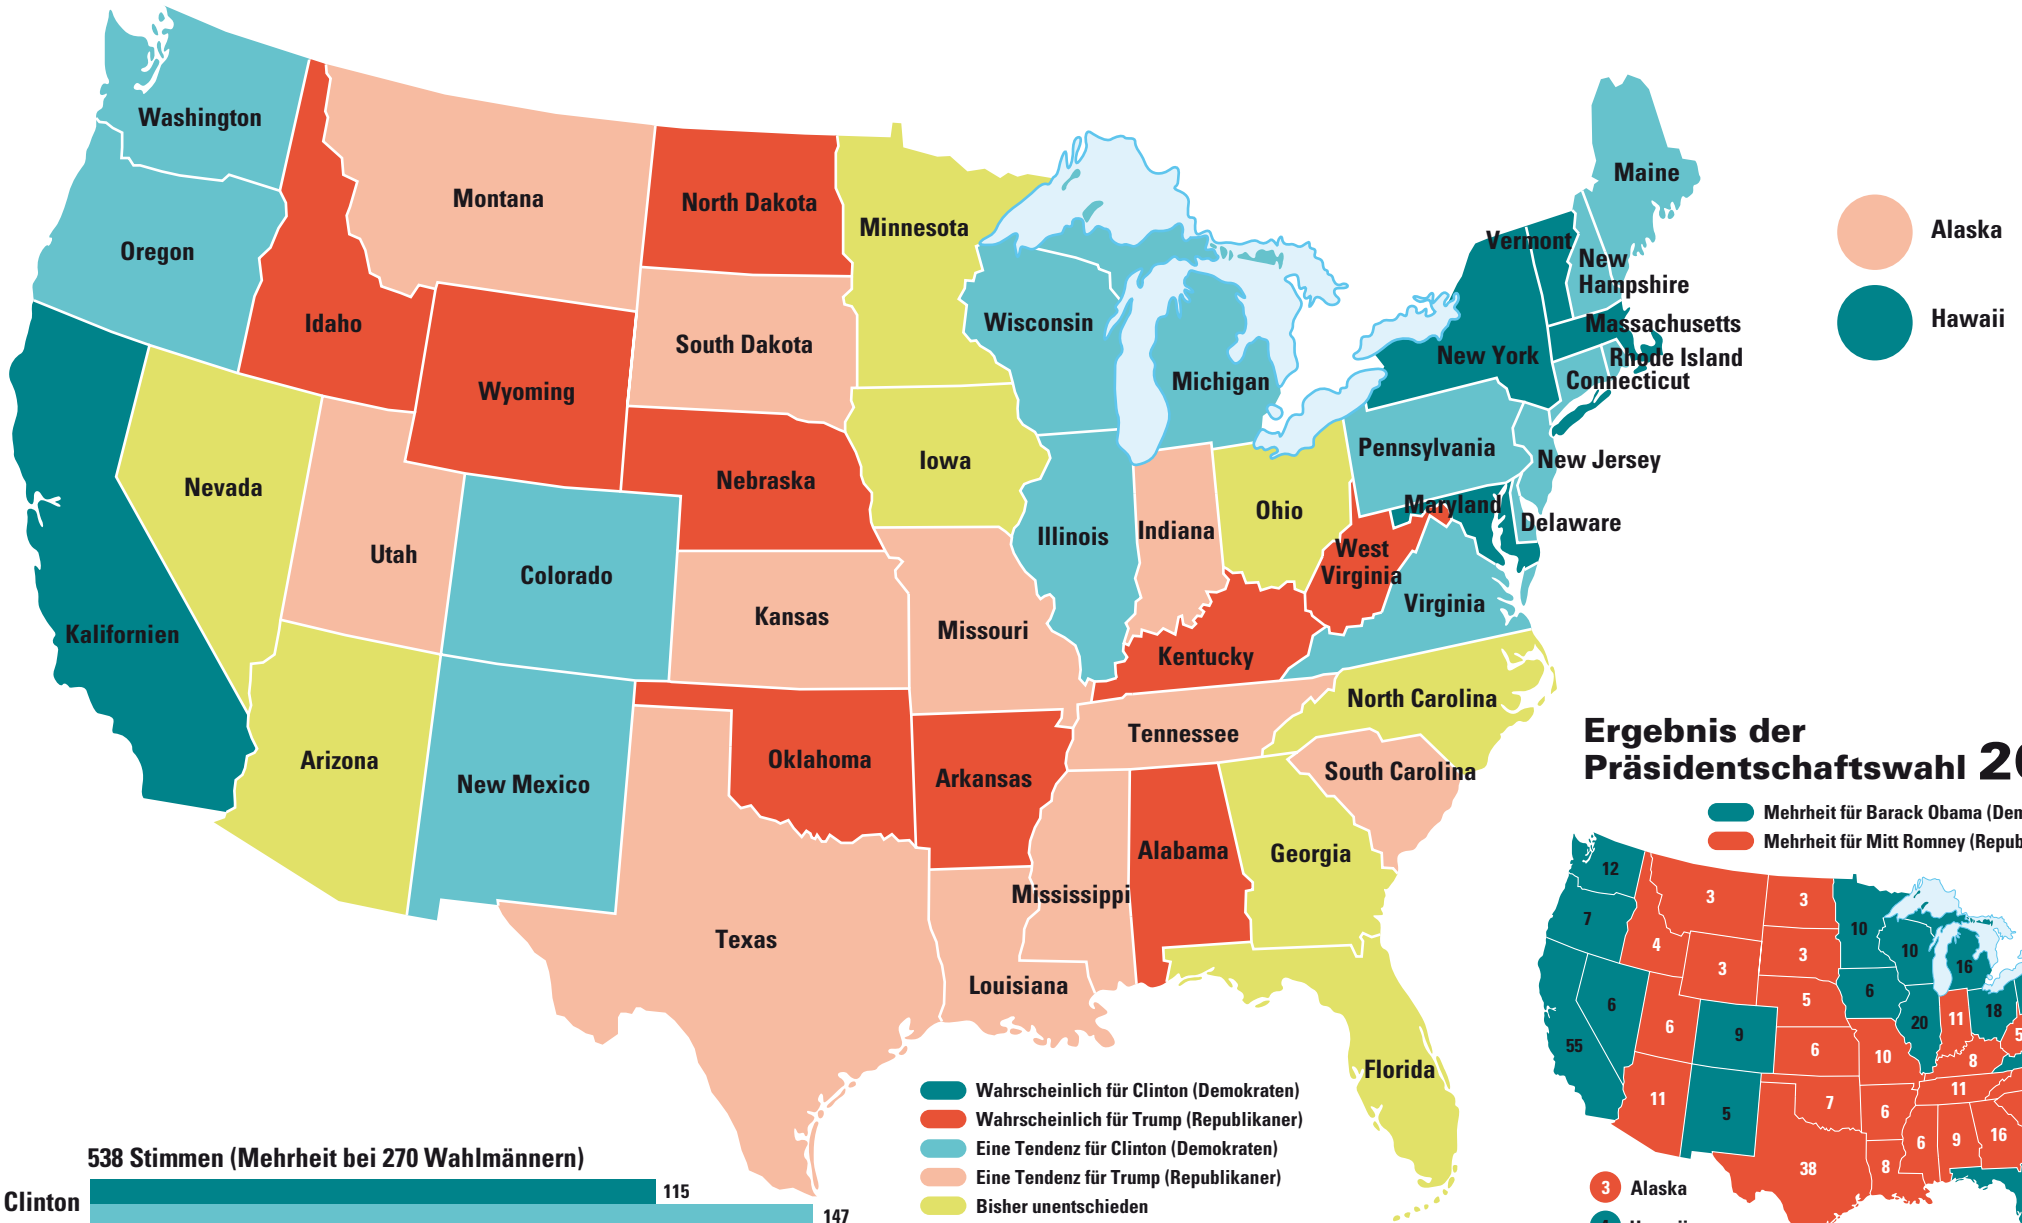 Washington
Maine
Montana
North Dakota
Minnesota
Alaska
Oregon
Vermont
New
Hampshire
Idaho
Wisconsin
Massachusetts
Hawaii
South Dakota
New York
Rhode Island
Wyoming
Michigan
Connecticut
Nevada
Nebraska
Iowa
Pennsylvania
New Jersey
Ohio
Maryland
Delaware
Utah
Colorado
Illinois
Indiana
West
Virginia
Virginia
Kalifornien
Kansas
Missouri
Kentucky
North Carolina
Arizona
New Mexico
Oklahoma
Arkansas
Tennessee
South Carolina
Alabama
Georgia
Mississippi
Texas
Louisiana
Florida
Ergebnis der
Präsidentschaftswahl
Mehrheit für Barack Obama
Mehrheit für Mitt Romney
12
3
3
7
10
4
3
10
3
16
6
5
6
11
18
20
55
6
9
6
10
8
5
11
11
5
7
6
6
9
16
38
8
3 Alaska
Wahrscheinlich für Clinton (Demokraten)
Wahrscheinlich für Trump (Republikaner)
Eine Tendenz für Clinton (Demokraten)
Eine Tendenz für Trump (Republikaner)
Bisher unentschieden
538 Stimmen (Mehrheit bei 270 Wahlmännern)
Clinton
115
147